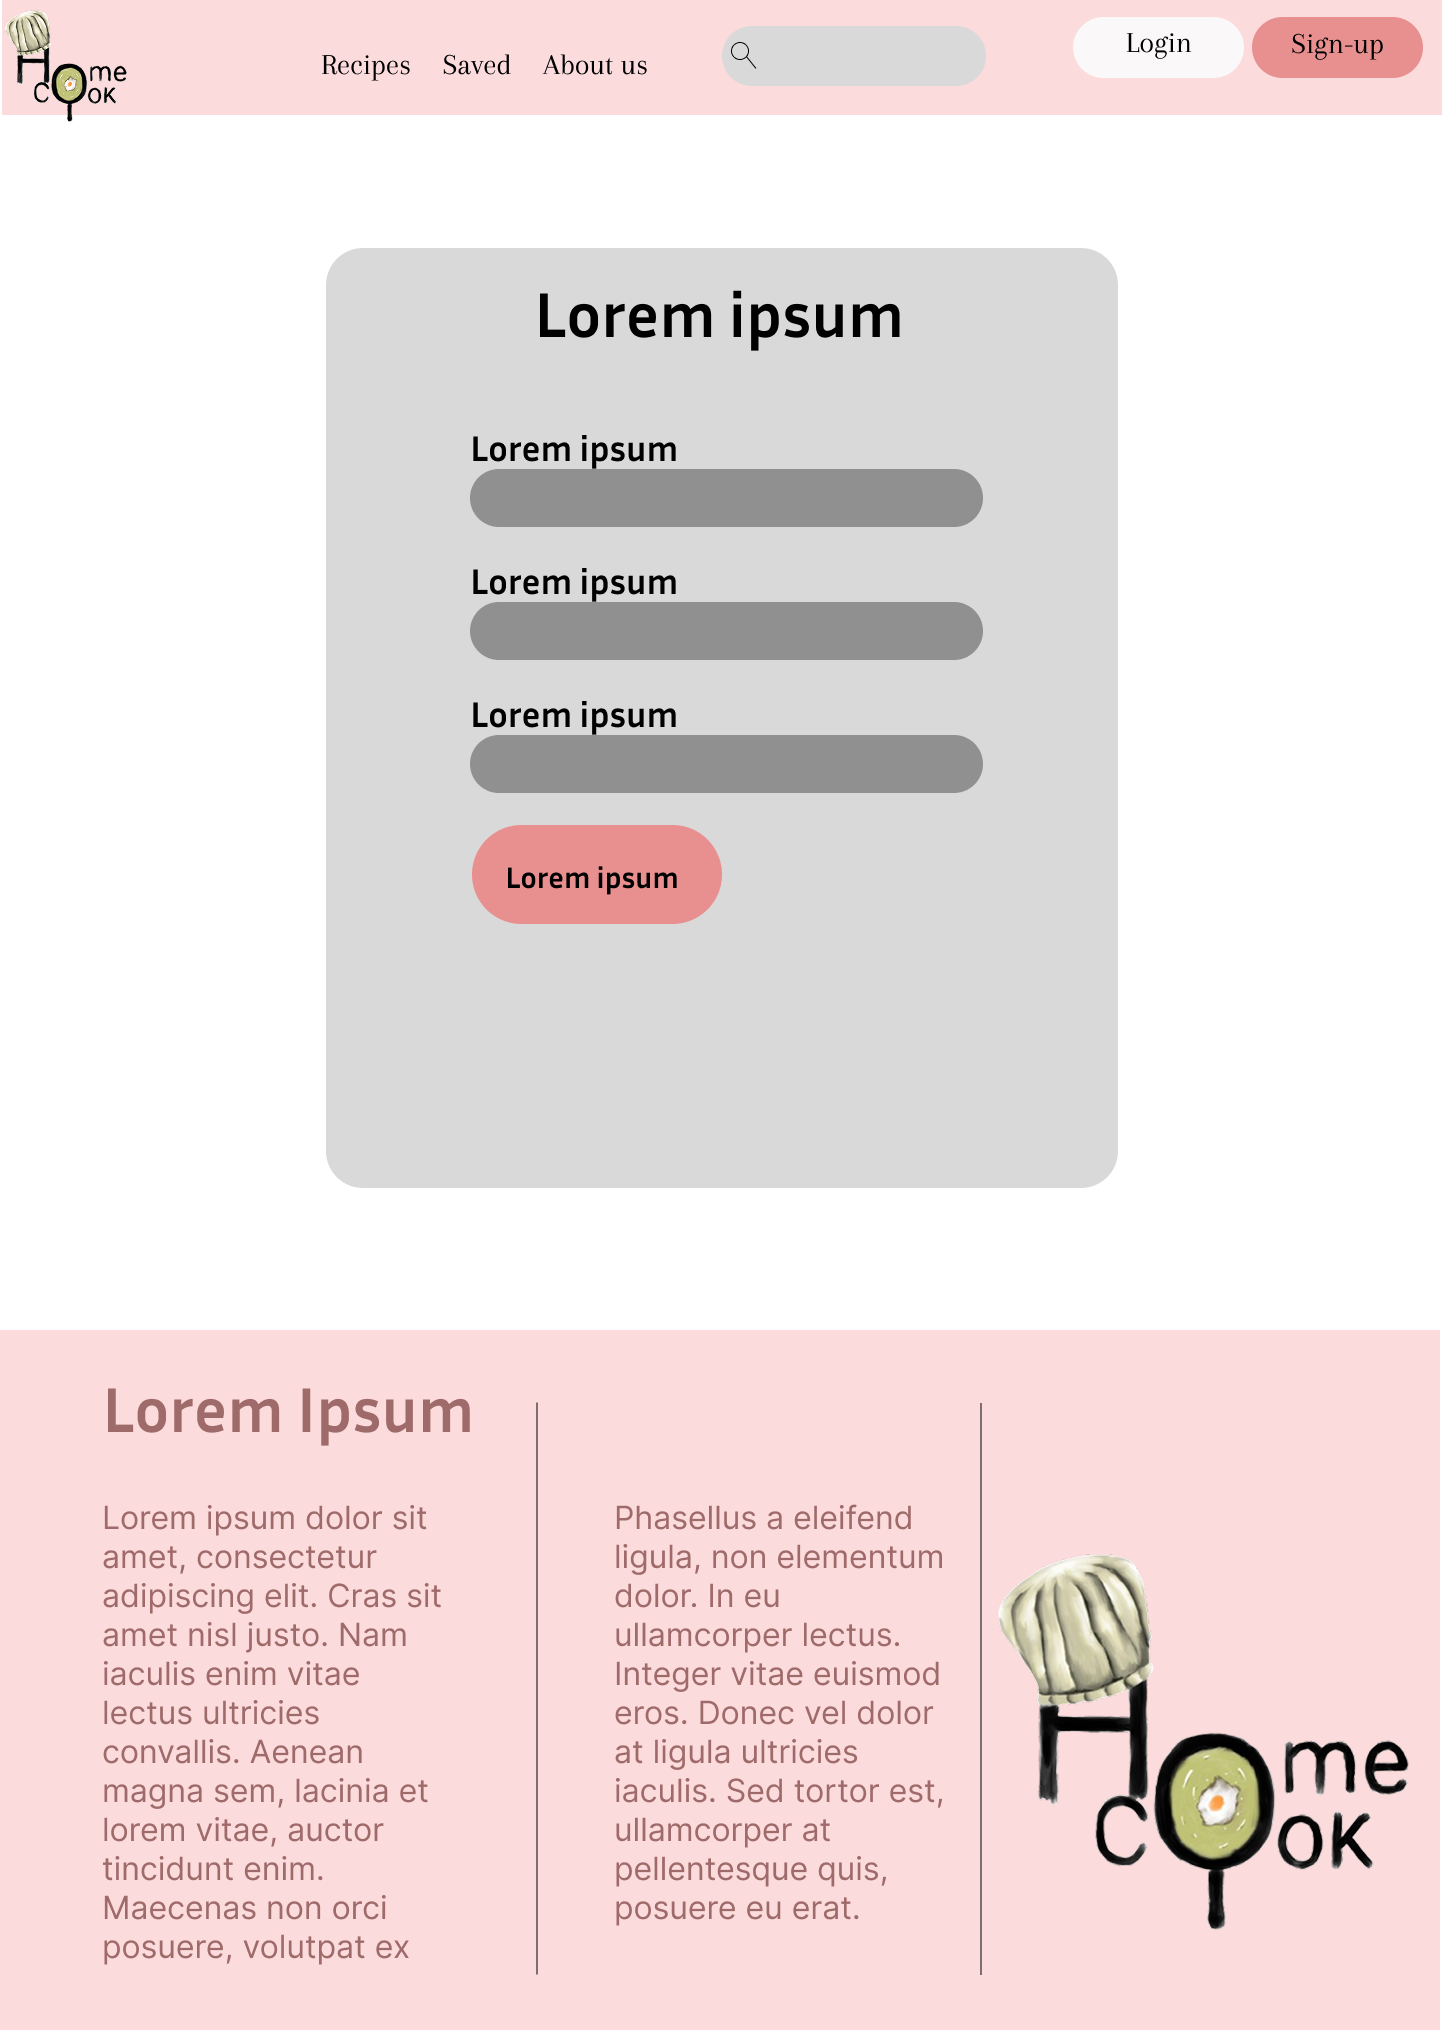 Home
Cook
Recipes Saved About us
Login
Sign-up
Lorem ipsum
Lorem ipsum
Lorem ipsum
Lorem ipsum
Lorem ipsum
Lorem Ipsum
Lorem ipsum dolor sit
amet, consectetur
adipiscing elit. Cras sit
amet nisl justo. Nam
iaculis enim vitae
lectus ultricies
convallis. Aenean
magna sem, lacinia et
lorem vitae, auctor
tincidunt enim.
Maecenas non orci
posuere, volutpat ex
Phasellus a eleifend
ligula, non elementum
dolor. In eu
ullamcorper lectus.
Integer vitae euismod
eros. Donec vel dolor
at ligula ultricies
iaculis. Sed tortor est,
ullamcorper at
pellentesque quis,
posuere eu erat.
Home
Cook